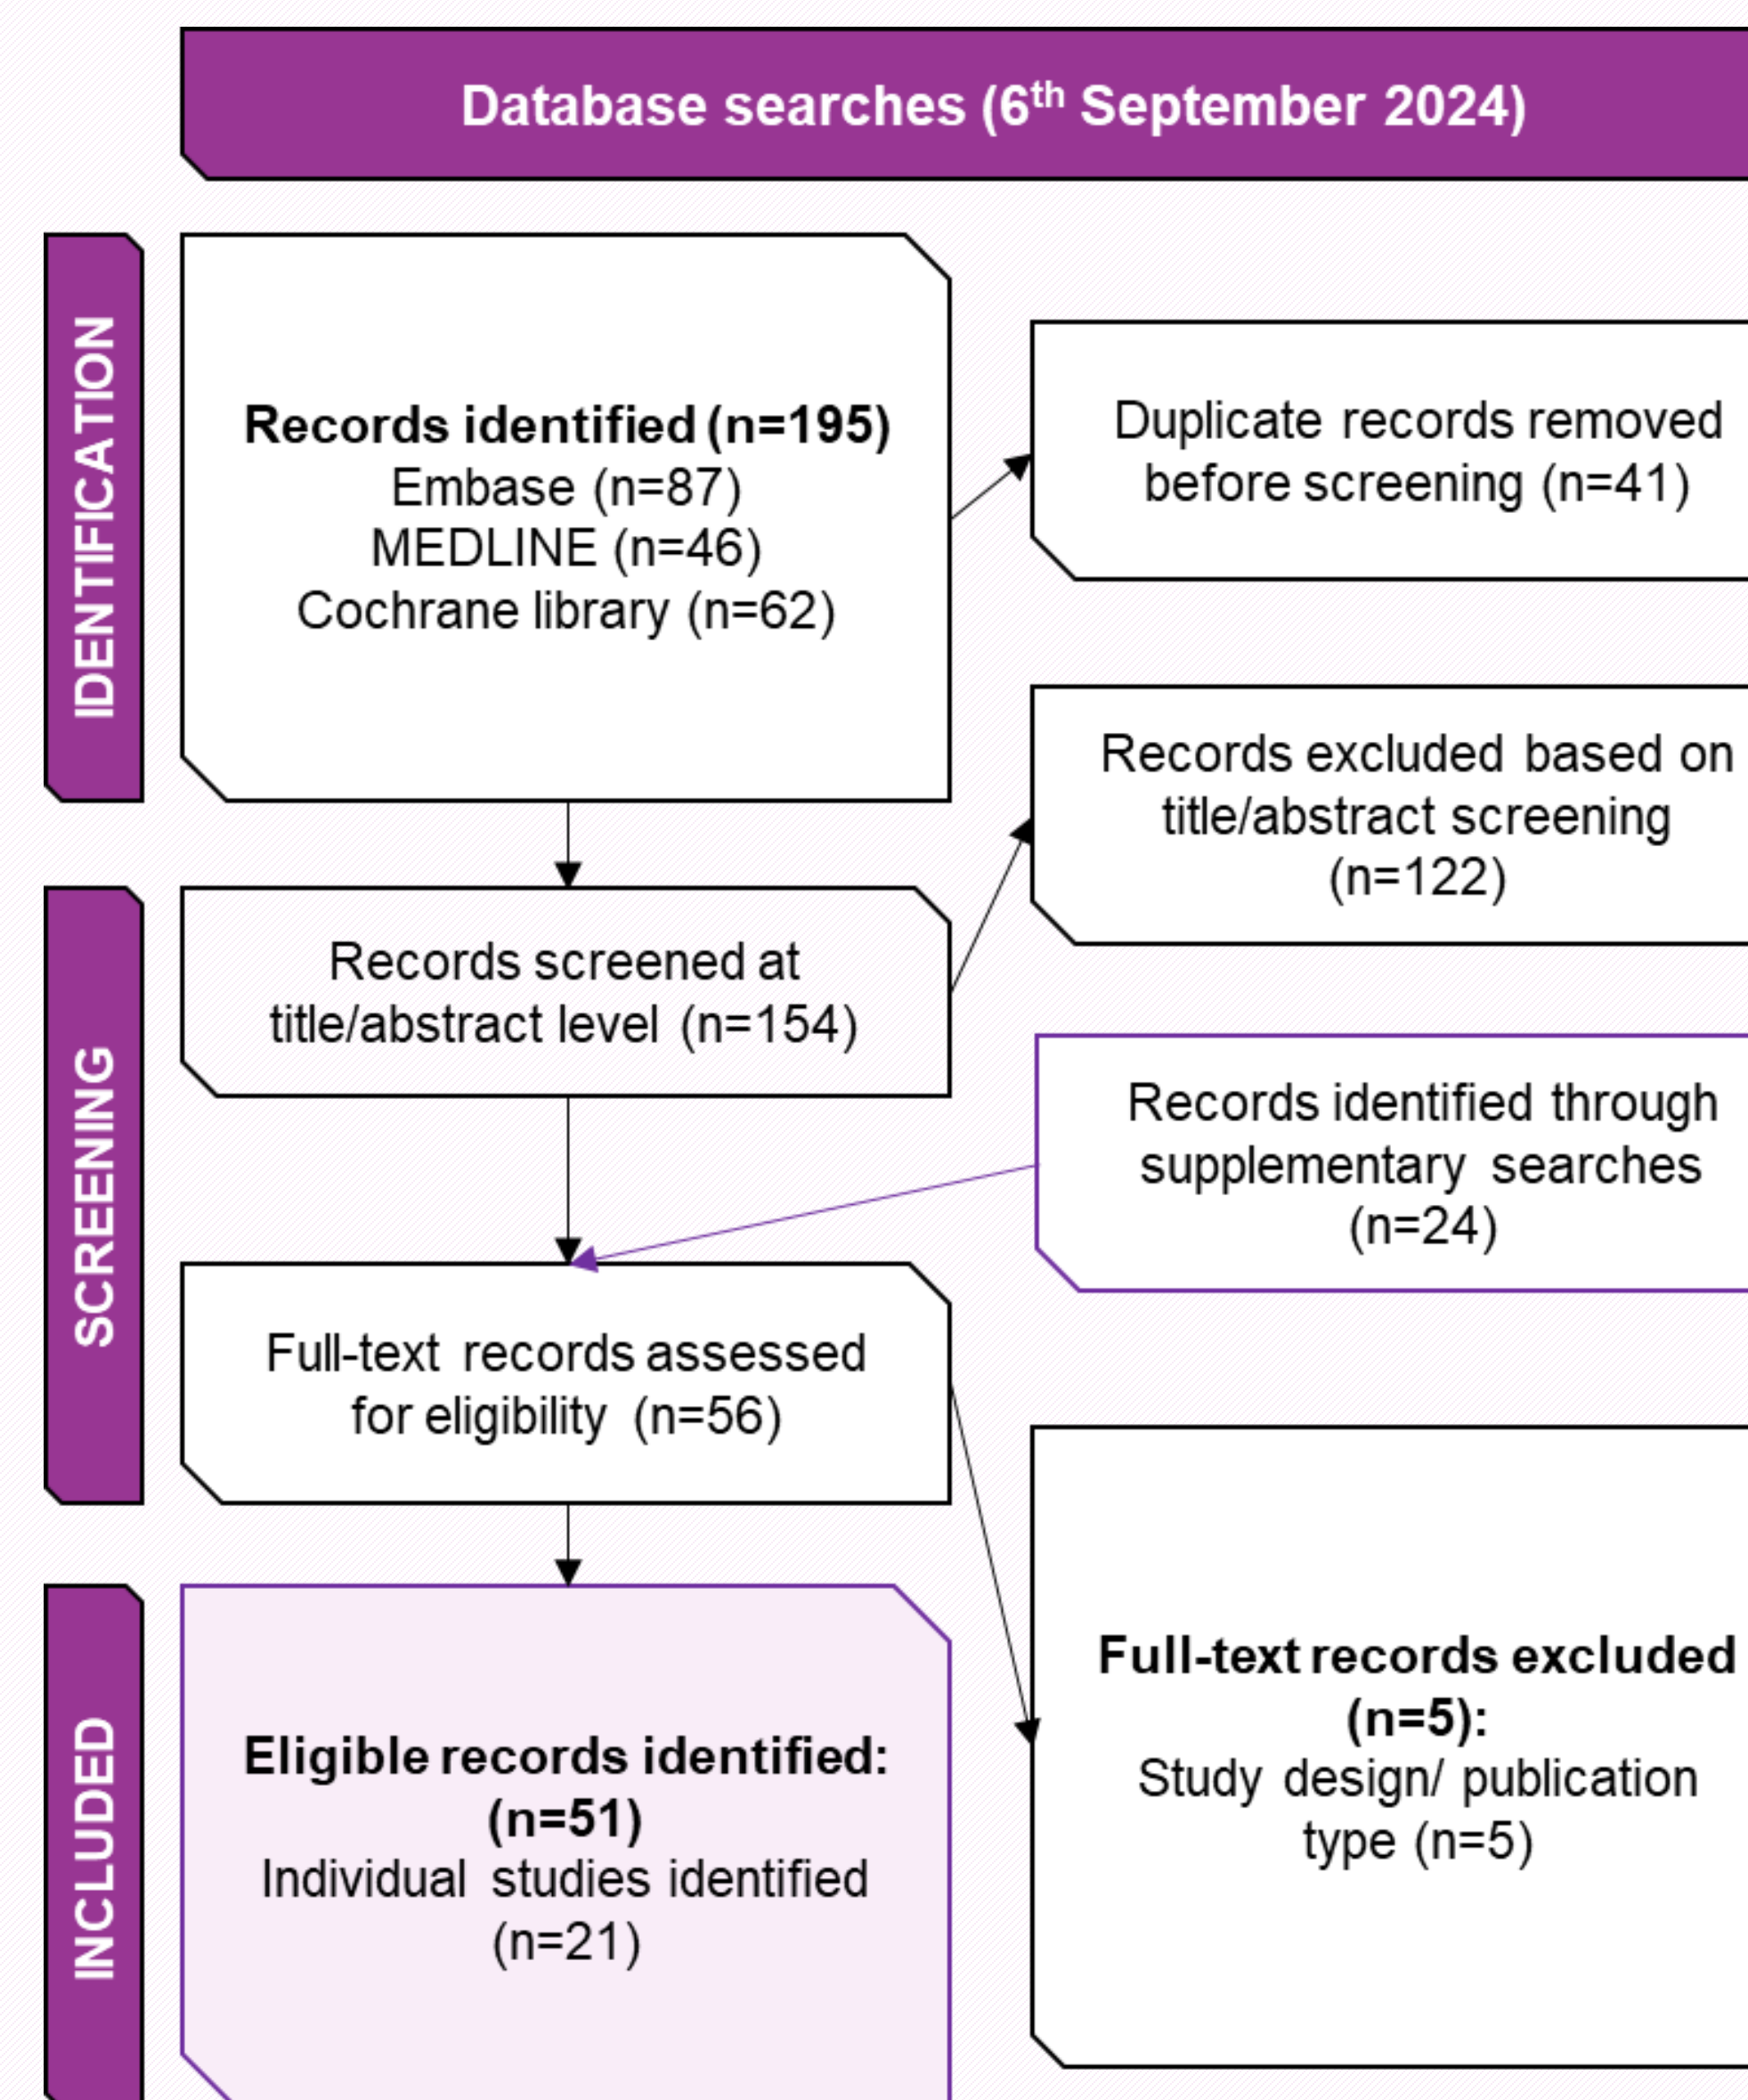 Database searches (6th September 2024)
IDENTIFICATION
Records identified (n=195)
Embase (n=87)
MEDLINE (n=46)
Cochrane library (n=62)
Duplicate records removed
before screening (n=41)
Records excluded based on
title/abstract screening
(n=122)
SCREENING
Records screened at
title/abstract level (n=154)
Records identified through
supplementary searches
(n=24)
Full-text records assessed
for eligibility (n=56)
Full-text records excluded
(n=5):
Study design/ publication
type (n=5)
INCLUDED
Eligible records identified:
(n=51)
Individual studies identified
(n=21)